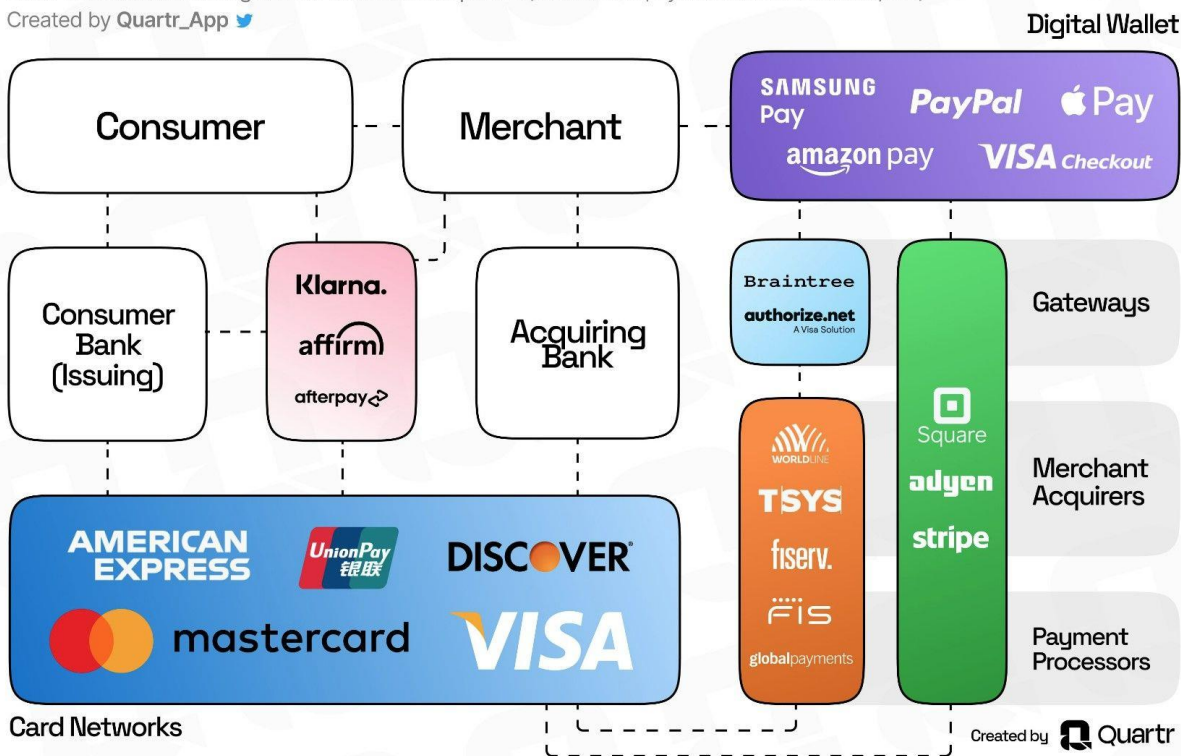 Created by Quartr_App
Digital Wallet
Consumer
Merchant
SAMSUNG
Pay
PayPal
Pay
amazon pay
VISA Checkout
Consumer
Bank
(Issuing)
Klarna.
affirm
afterpay
Acquiring
Bank
Braintree
authorize.net
A Visa Solution
Gateways
WORLDLINE
TSYS
fiserv.
FIS
globalpayments
Square
adyen
stripe
Merchant
Acquirers
Payment
Processors
AMERICAN
EXPRESS
UnionPay
银联
DISCOVER
mastercard
VISA
Card Networks
Created by Quartr